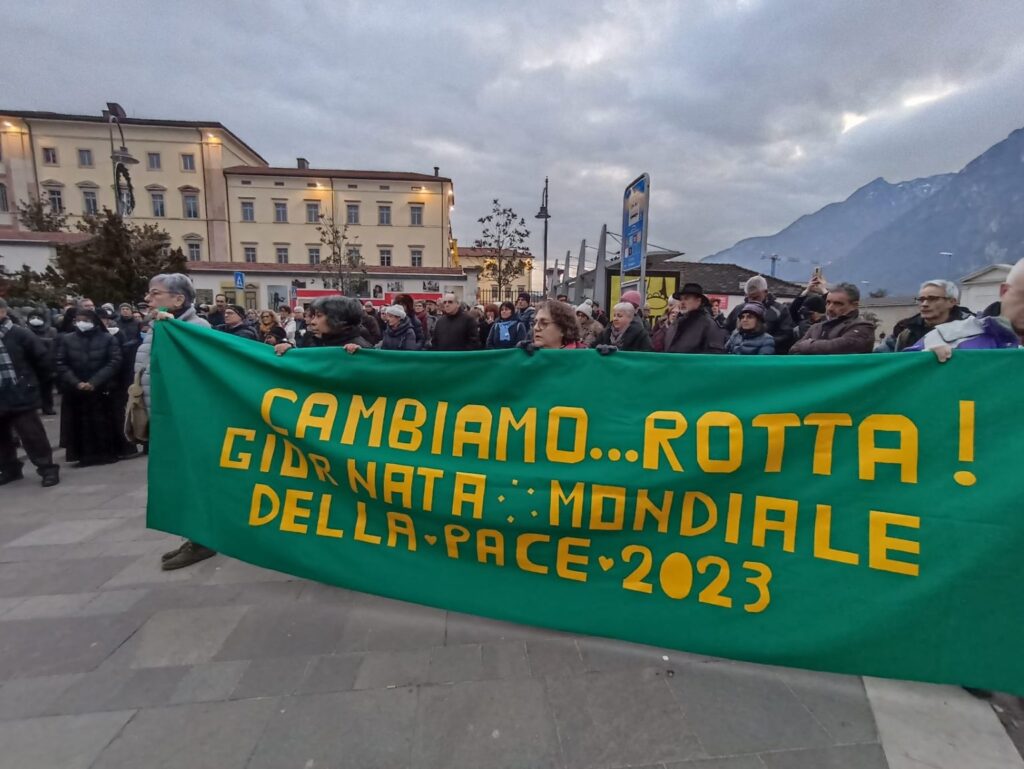 CAMBIAMO...ROTTA!
GIORNATA MONDIALE
DELLA PACE 2023